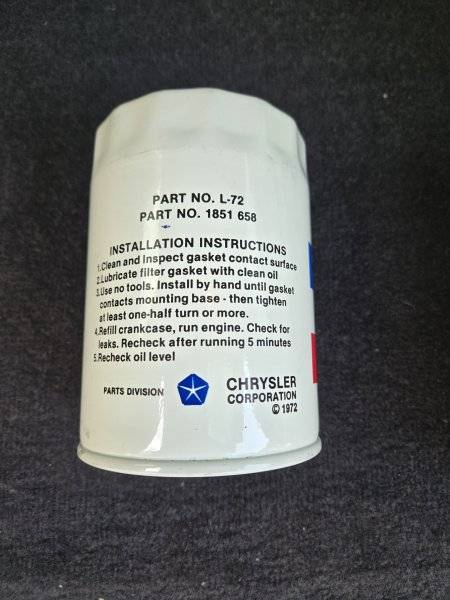 PART NO. L-72
PART NO. 1851 658
INSTALLATION INSTRUCTIONS
1.Clean and Inspect gasket contact surface
2.Lubricate filter gasket with clean oil
3.Use no tools. Install by hand until gasket
contacts mounting base - then tighten
at least one-half turn or more.
4.Refill crankcase, run engine. Check for
leaks. Recheck after running 5 minutes
5.Recheck oil level
PARTS DIVISION
CHRYSLER
CORPORATION
© 1972